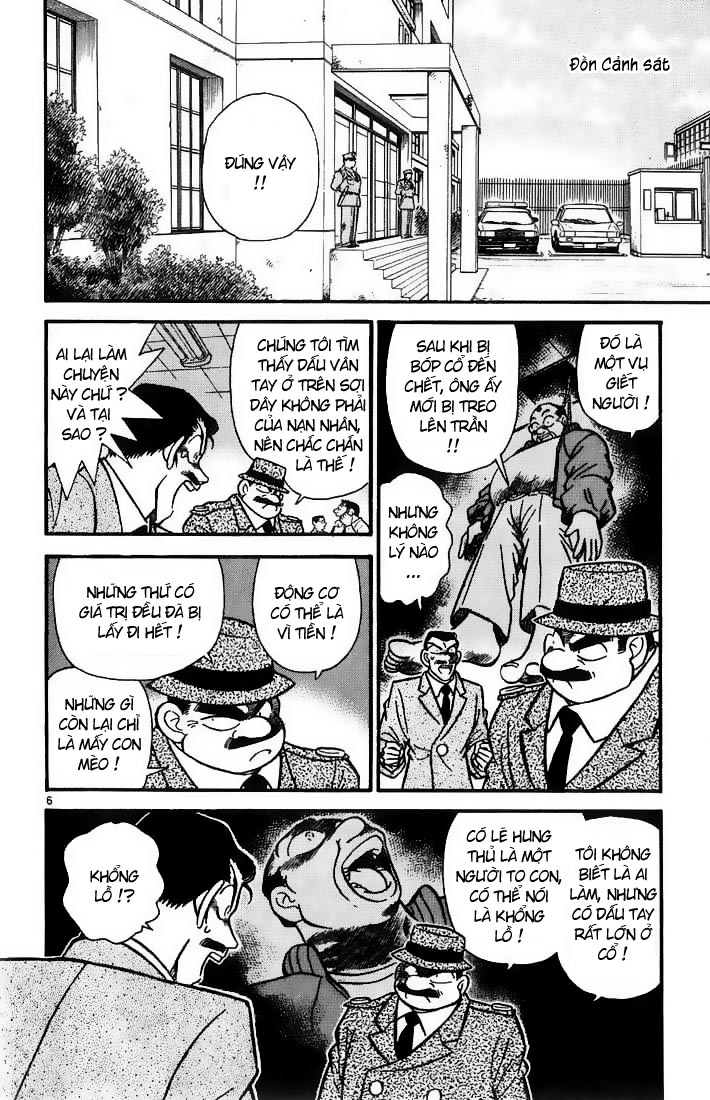 Đồn Cảnh sát
ĐÚNG VẬY
!!
ĐÓ LÀ
MỘT VỤ
GIẾT
NGƯỜI !
SAU KHI BỊ
BÓP CỔ ĐẾN
CHẾT, ÔNG ẤY
MỚI BỊ TREO
LÊN TRẦN
!!
NHƯNG
KHÔNG
LÝ NÀO
...
CHÚNG TÔI TÌM
THẤY DẤU VÂN
TAY Ở TRÊN SỢI
DÂY KHÔNG PHẢI
CỦA NẠN NHÂN,
NÊN CHẮC CHẮN
LÀ THẾ !
AI LẠI LÀM
CHUYỆN
NÀY CHỨ ?
VÀ TẠI
SAO ?
ĐỘNG CƠ
CÓ THỂ LÀ
VÌ TIỀN !
NHỮNG THỨ CÓ
GIÁ TRỊ ĐỀU ĐÃ BỊ
LẤY ĐI HẾT !
NHỮNG GÌ
CÒN LẠI CHỈ
LÀ MẤY CON
MÈO !
6
TÔI KHÔNG
BIẾT LÀ AI
LÀM, NHƯNG
CÓ DẤU TAY
RẤT LỚN Ở
CỔ !
CÓ LẼ HUNG
THỦ LÀ MỘT
NGƯỜI TO CON,
CÓ THỂ NÓI
LÀ KHỔNG
LỒ !
KHỔNG
LỒ !?